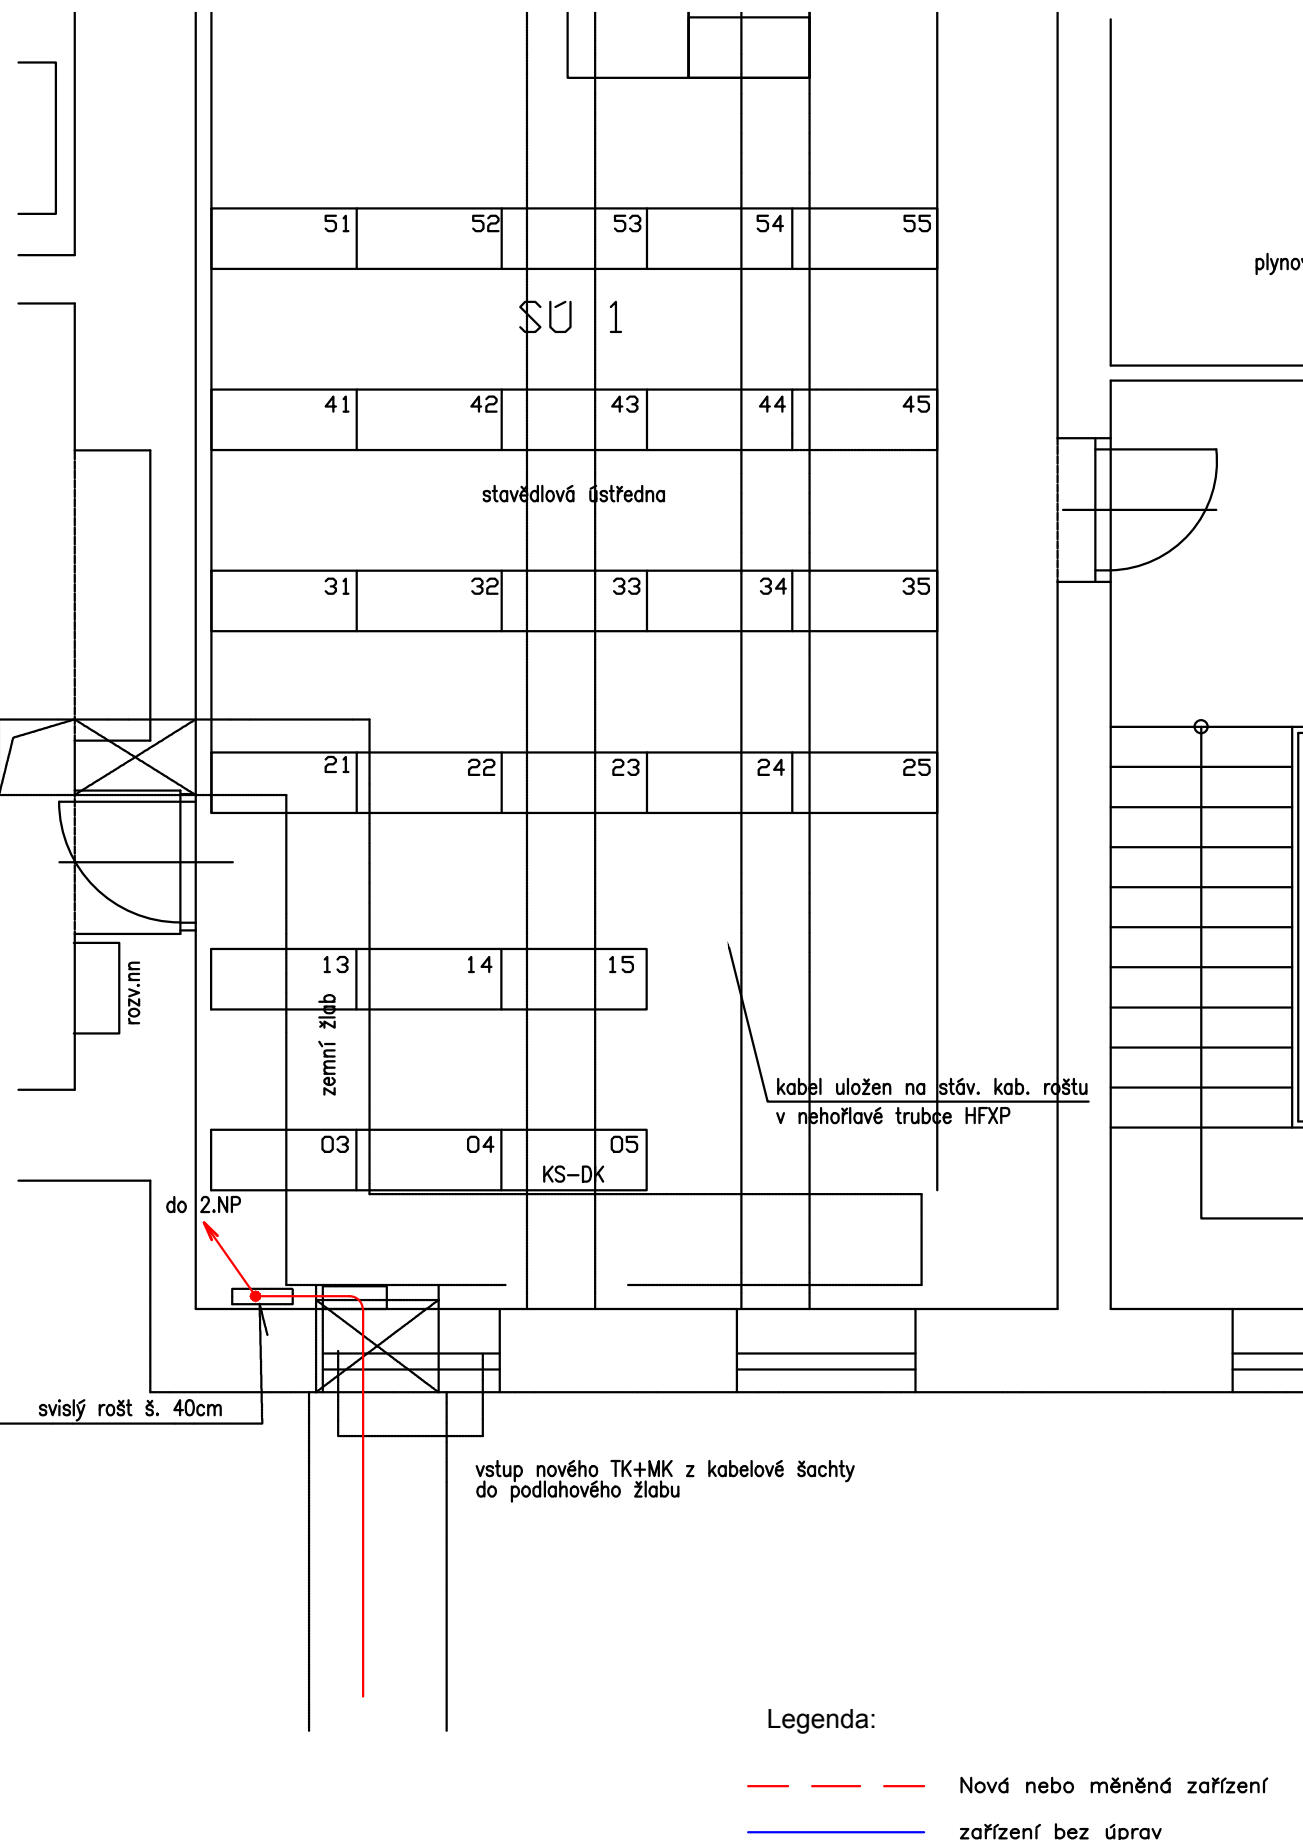 51 52 53 54 55
plynov
SÚ 1
41 42 43 44 45
stavědlová ústředna
31 32 33 34 35
21 22 23 24 25
13 14 15
rozv.nn
zemní žlab
kabel uložen na stáv. kab. roštu
v nehořlavé trubce HFXP
03 04 05
KS-DK
do 2.NP
svislý rošt š. 40cm
vstup nového TK+MK z kabelové šachty
do podlahového žlabu
Legenda:
Nová nebo měněná zařízení
zařízení bez úprav